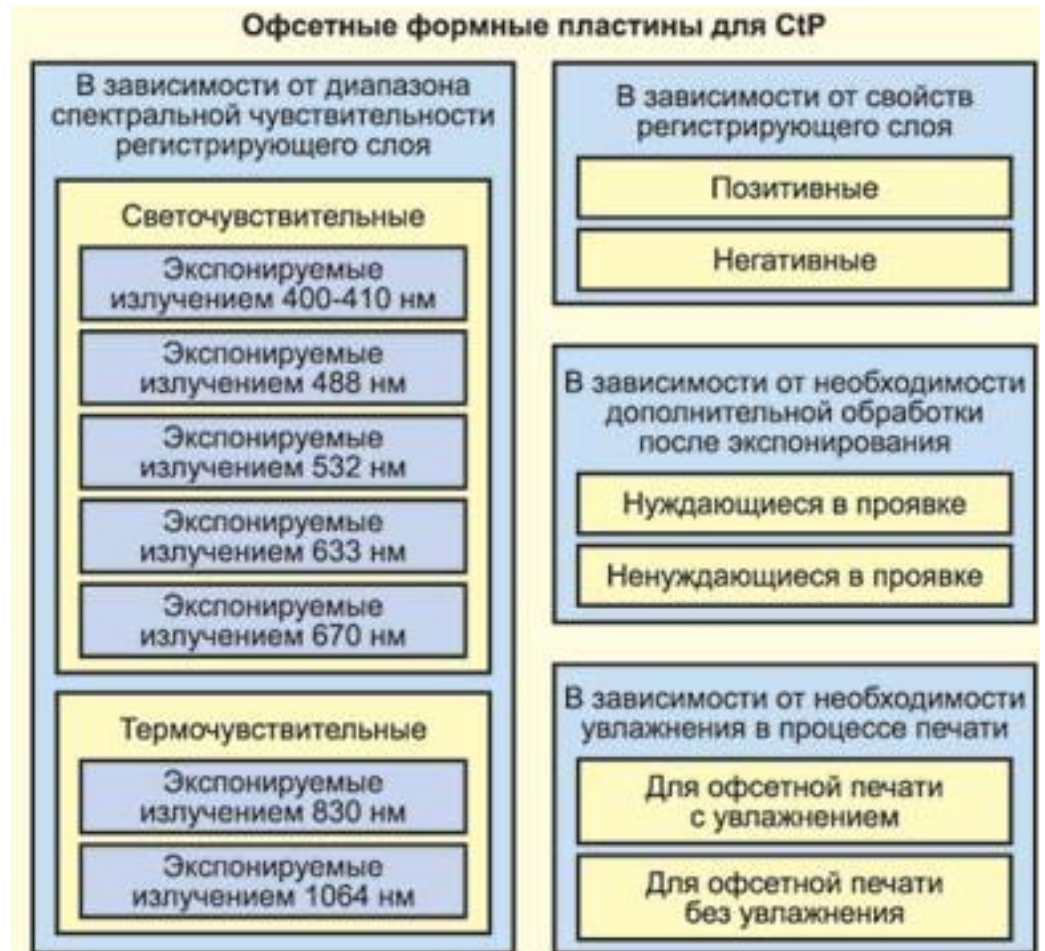 Офсетные формные пластины для CtP
В зависимости от диапазона
спектральной чувствительности
регистрирующего слоя
Светочувствительные
Экспонируемые
излучением 400-410 нм
Экспонируемые
излучением 488 нм
Экспонируемые
излучением 532 нм
Экспонируемые
излучением 633 нм
Экспонируемые
излучением 670 нм
Термочувствительные
Экспонируемые
излучением 830 нм
Экспонируемые
излучением 1064 нм
В зависимости от свойств
регистрирующего слоя
Позитивные
Негативные
В зависимости от необходимости
дополнительной обработки
после экспонирования
Нуждающиеся в проявке
Ненуждающиеся в проявке
В зависимости от необходимости
увлажнения в процессе печати
Для офсетной печати
с увлажнением
Для офсетной печати
без увлажнения